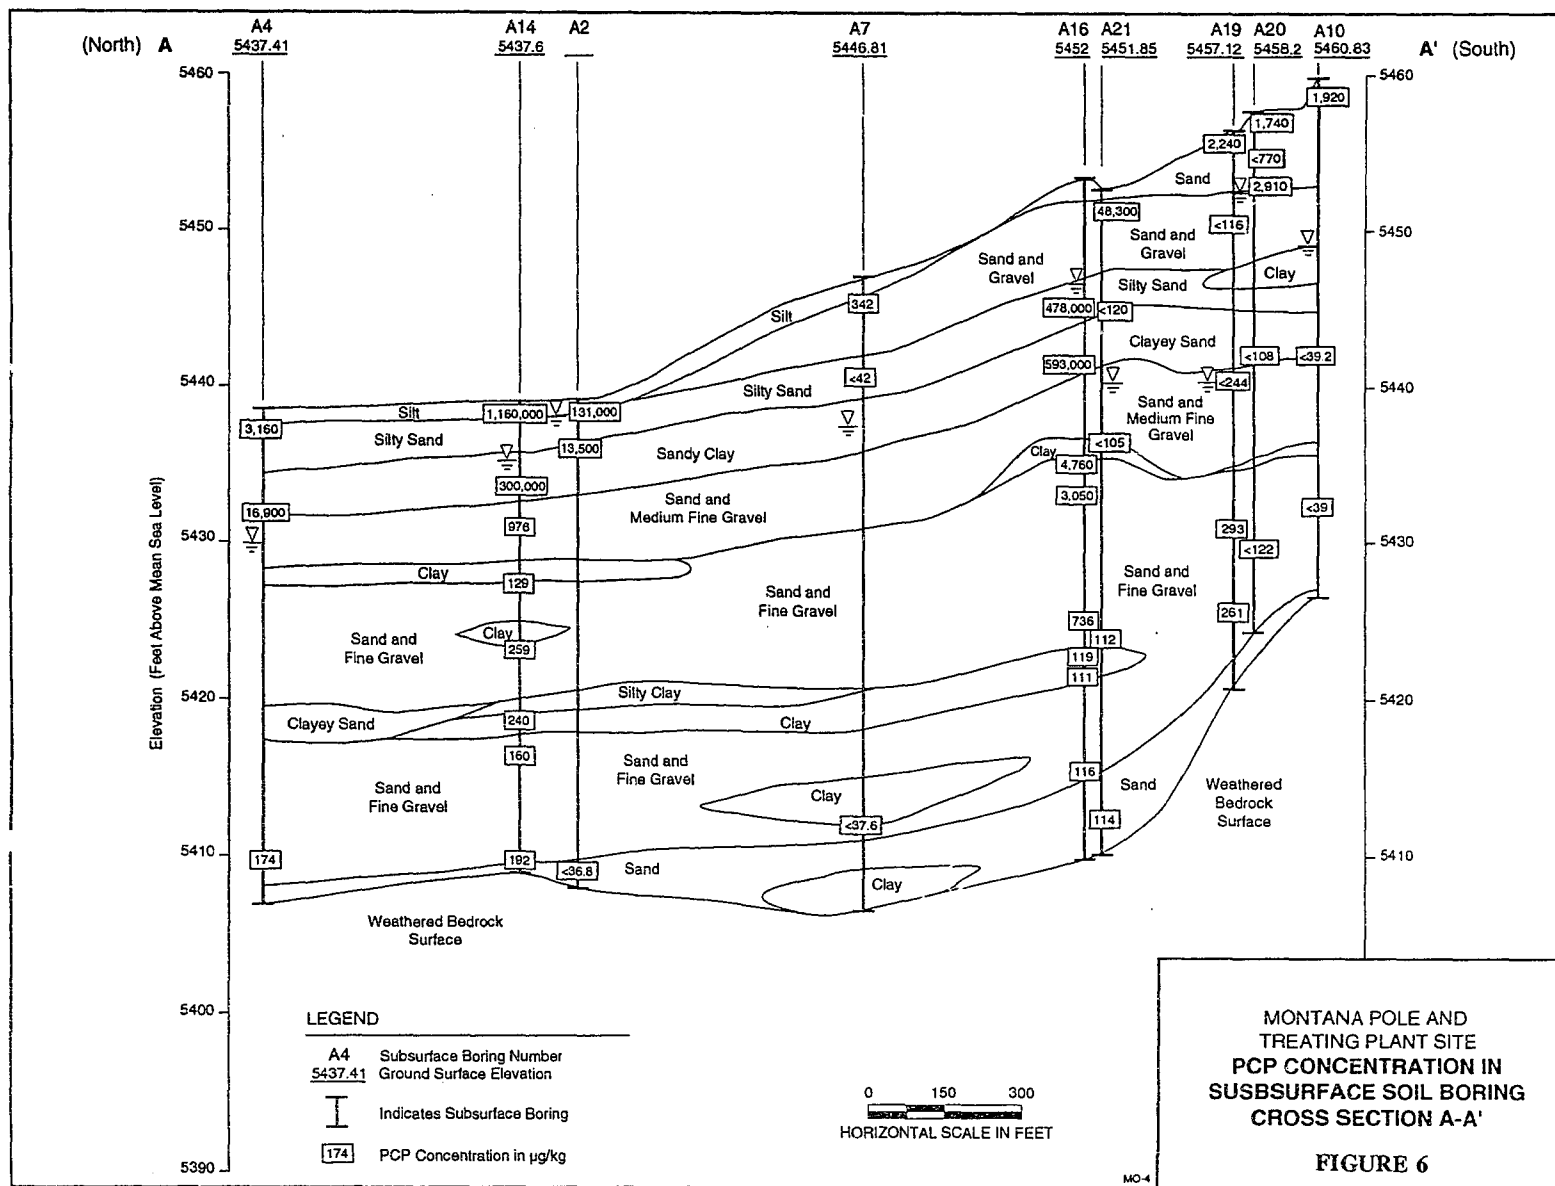 A4 A14 A2 A7 A16 A21 A19 A20 A10
(North) A 5437.41 5437.6 5446.81 5452 5451.85 5457.12 5458.2 5460.83 A' (South)
5460 5460
1,920
1,740
2,240
<770
Sand
2,910
48,300
<116
5450 5450
Sand and
Gravel
Sand and
Gravel
Clay
Silty Sand
342
478,000 <120
Silt
Clayey Sand
<108 <39.2
593,000
<42
<244
5440 5440
Silty Sand
Sand and
Medium Fine
Gravel
Silt 1,160,000 131,000
3,160
Silty Sand
13,500
Sandy Clay
<105
Clay
4,760
300,000
3,050
Sand and
Medium Fine Gravel
16,900
<39
976
293
5430 5430
<122
Clay
129
Sand and
Fine Gravel
Sand and
Fine Gravel
261
736
Clay
112
Sand and
Fine Gravel
259
119
111
5420 5420
Silty Clay
Clayey Sand
240
Clay
160
Sand and
Fine Gravel
116
Sand
Weathered
Bedrock
Surface
Sand and
Fine Gravel
Clay
<37.6
114
5410 5410
174
192
<36.8
Sand
Clay
Weathered Bedrock
Surface
5400
5390
Elevation (Feet Above Mean Sea Level)
LEGEND
A4 Subsurface Boring Number
5437.41 Ground Surface Elevation
Indicates Subsurface Boring
174 PCP Concentration in µg/kg
0 150 300
HORIZONTAL SCALE IN FEET
MO-4
MONTANA POLE AND
TREATING PLANT SITE
PCP CONCENTRATION IN
SUSBSURFACE SOIL BORING
CROSS SECTION A-A'
FIGURE 6